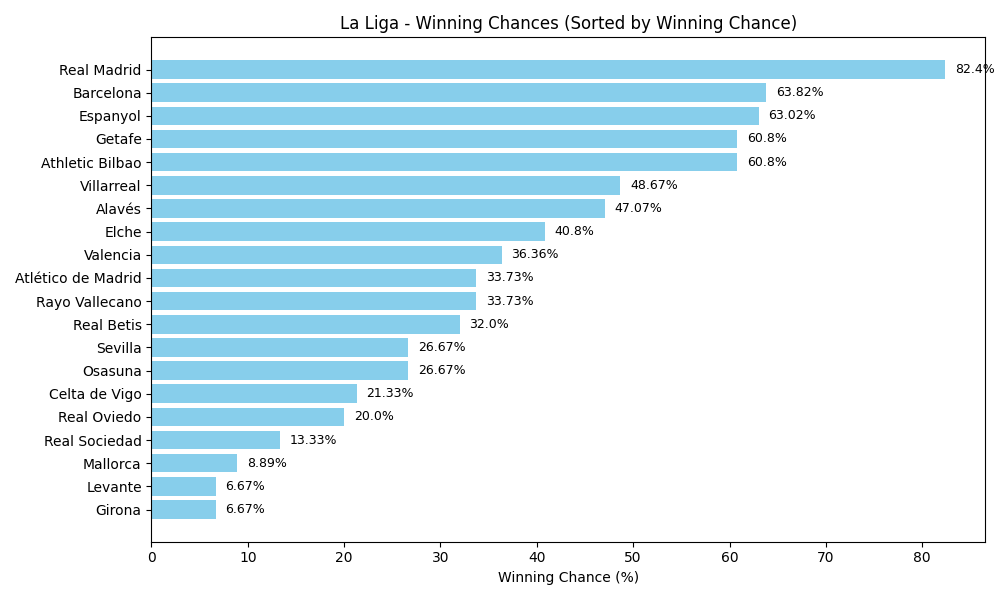 La Liga - Winning Chances (Sorted by Winning Chance)
Real Madrid 82.4%
Barcelona 63.82%
Espanyol 63.02%
Getafe 60.8%
Athletic Bilbao 60.8%
Villarreal 48.67%
Alavés 47.07%
Elche 40.8%
Valencia 36.36%
Atlético de Madrid 33.73%
Rayo Vallecano 33.73%
Real Betis 32.0%
Sevilla 26.67%
Osasuna 26.67%
Celta de Vigo 21.33%
Real Oviedo 20.0%
Real Sociedad 13.33%
Mallorca 8.89%
Levante 6.67%
Girona 6.67%
0 10 20 30 40 50 60 70 80
Winning Chance (%)